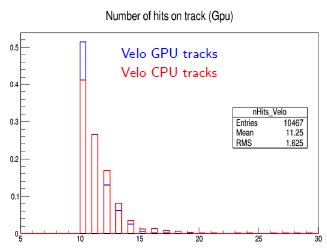 Number of hits on track (Gpu)
Velo GPU tracks
Velo CPU tracks
nHits_Velo
Entries 10467
Mean 11.25
RMS 1.625
0.5
0.4
0.3
0.2
0.1
0
5 10 15 20 25 30